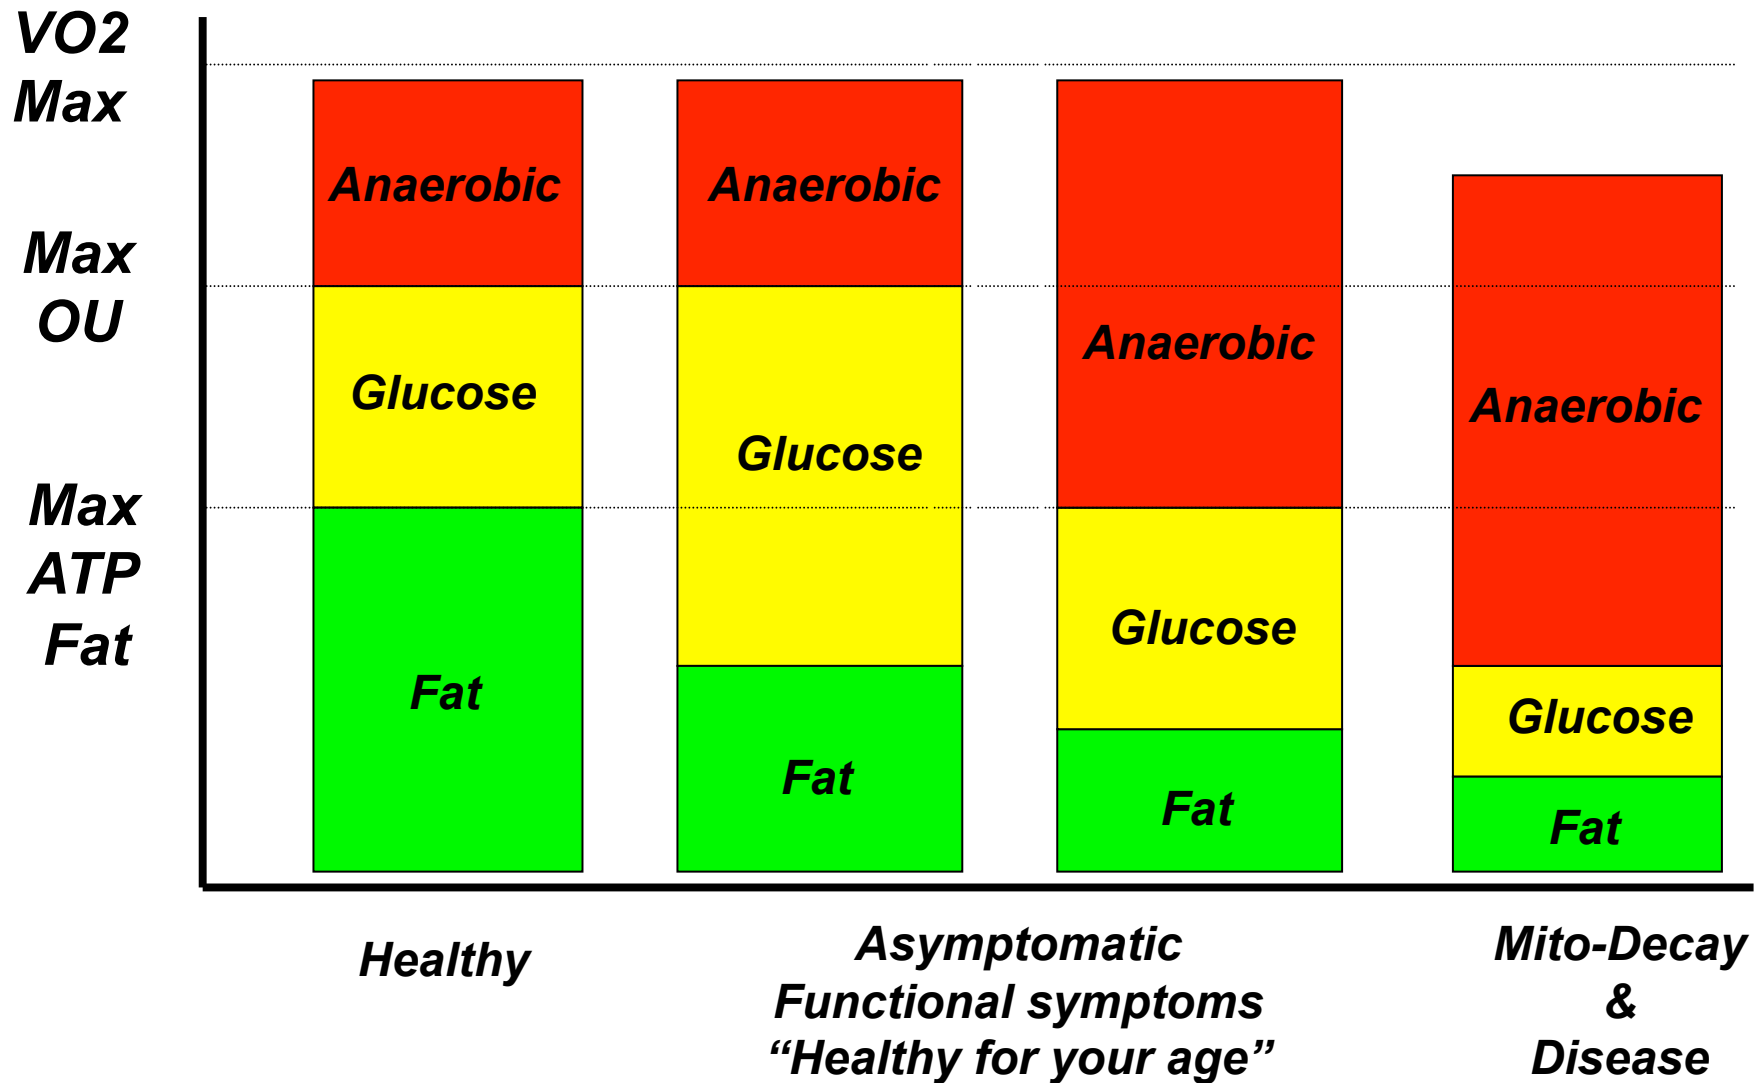 VO2
Max
Max
OU
Max
ATP
Fat
Anaerobic
Glucose
Fat
Anaerobic
Glucose
Fat
Anaerobic
Glucose
Fat
Anaerobic
Glucose
Fat
Healthy
Asymptomatic
Functional symptoms
“Healthy for your age”
Mito-Decay
&
Disease